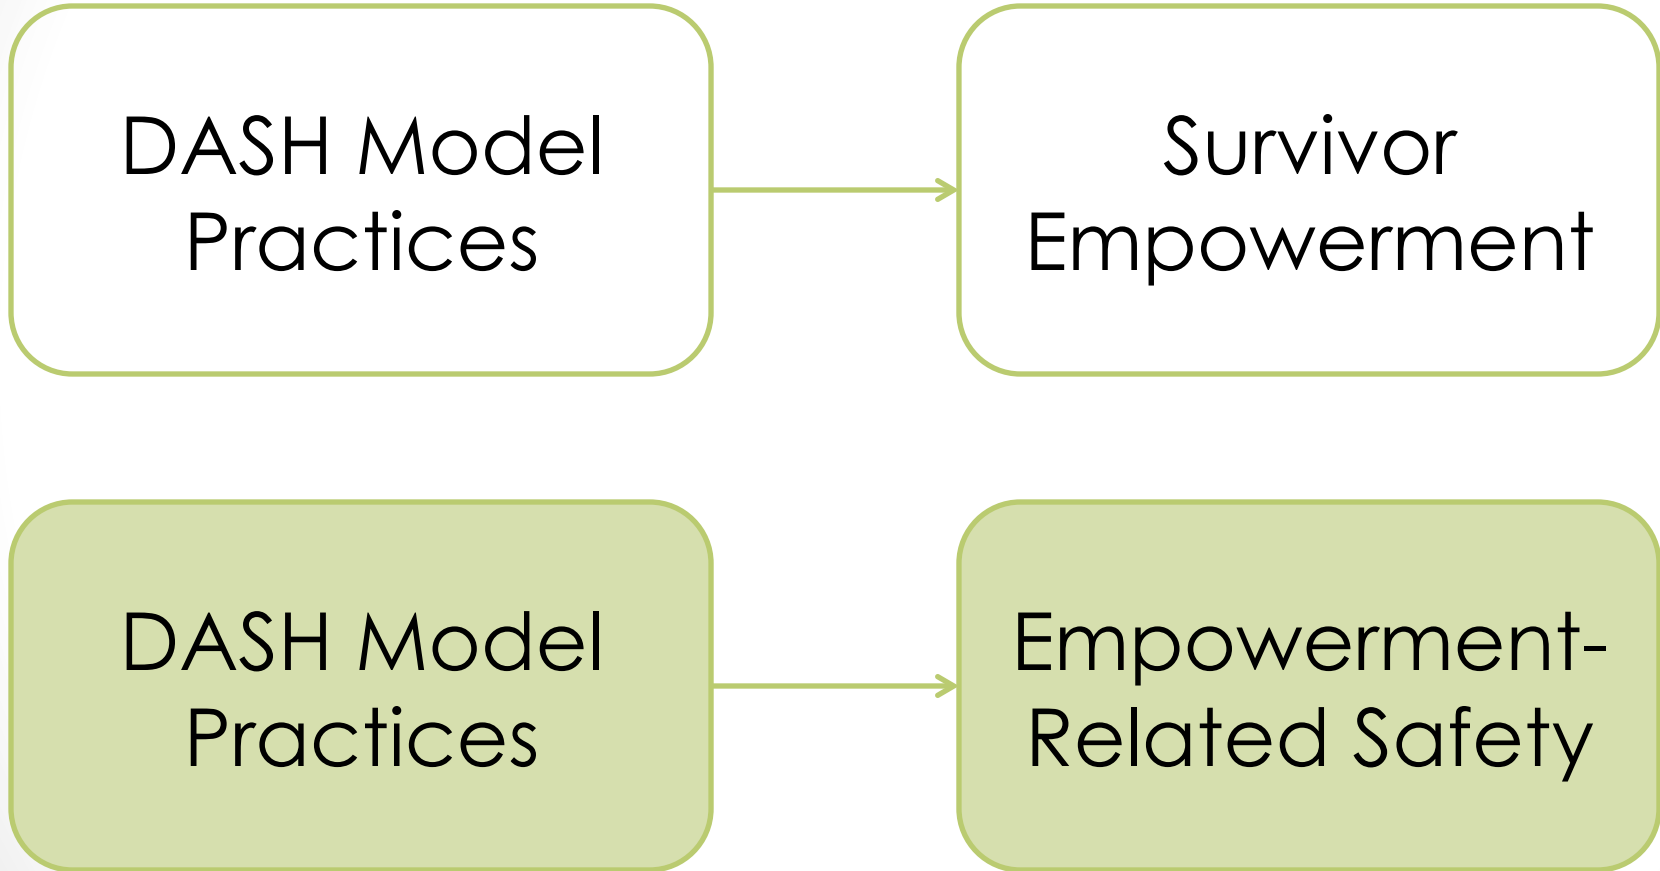 DASH Model
Practices
Survivor
Empowerment
DASH Model
Practices
Empowerment-
Related Safety